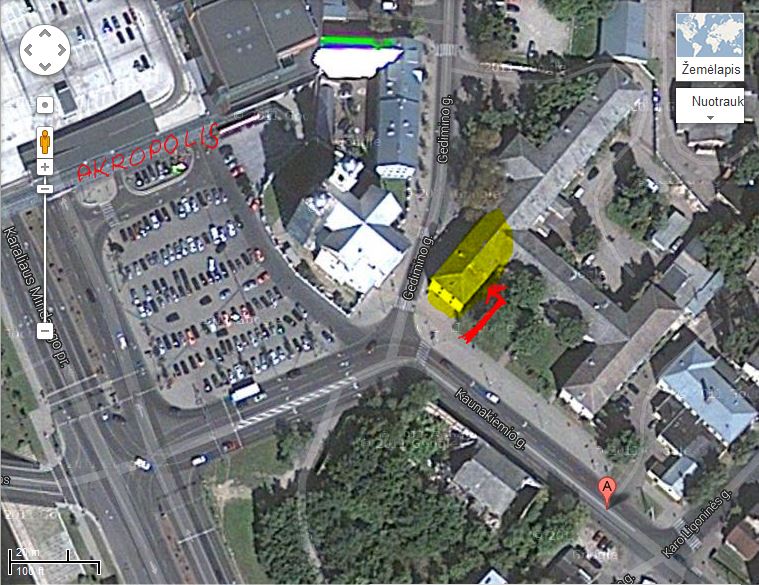 Žemėlapis
Nuotrauk
AKROPOLIS
Gedimino g.
Gedimino g.
Karaliaus Mindaugo pr.
Kaunakiemio g.
A
Karo Ligoninės g.
20 m
100 ft